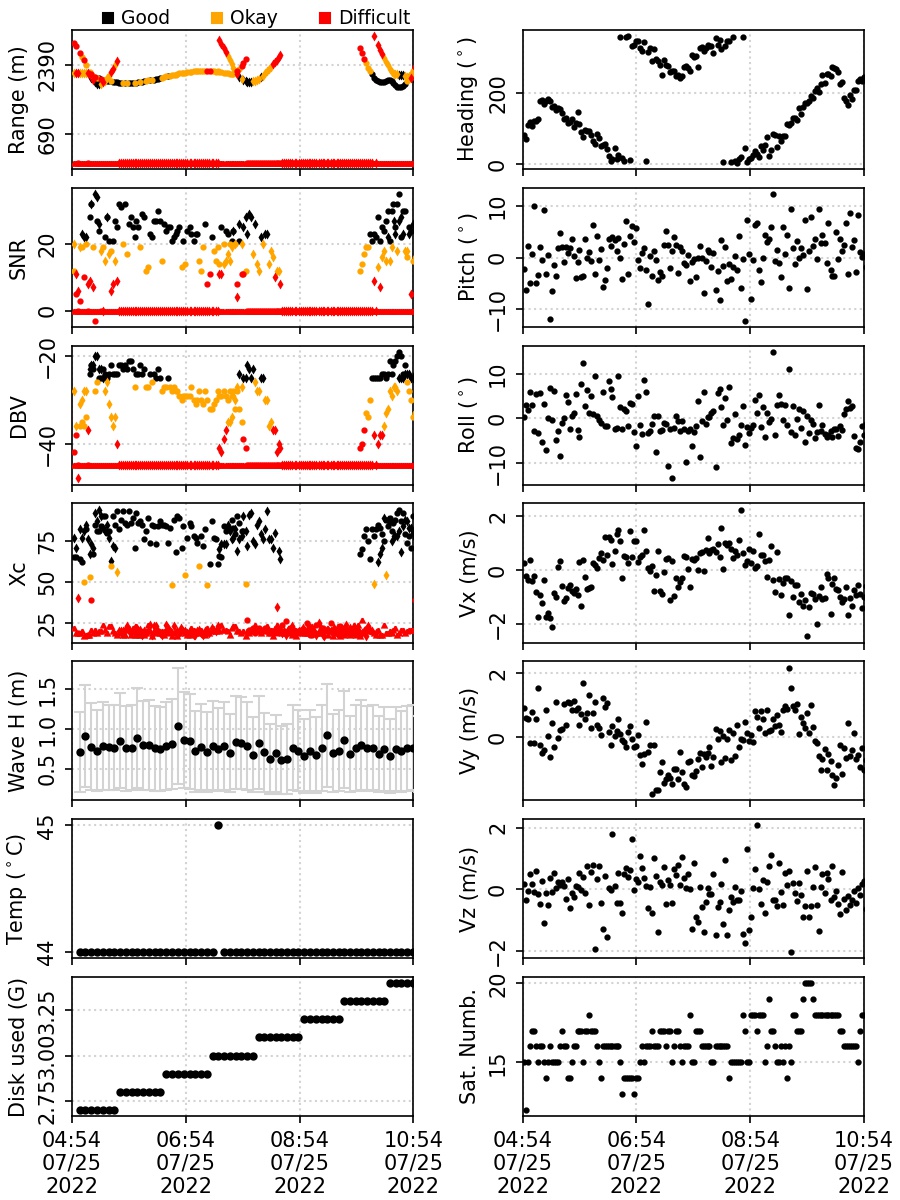 Good Okay Difficult
Range (m)
2390
690
Heading (°)
200
0
SNR
20
0
Pitch (°)
10
0
−10
DBV
−20
−40
Roll (°)
10
0
−10
Xc
75
50
25
Vx (m/s)
2
0
−2
Wave H (m)
1.5
1.0
0.5
Vy (m/s)
2
0
Temp (°C)
45
44
Vz (m/s)
2
0
−2
Disk used (G)
3.25
3.00
2.75
Sat. Numb.
20
15
04:54 06:54 08:54 10:54 04:54 06:54 08:54 10:54
07/25 07/25 07/25 07/25 07/25 07/25 07/25 07/25
2022 2022 2022 2022 2022 2022 2022 2022